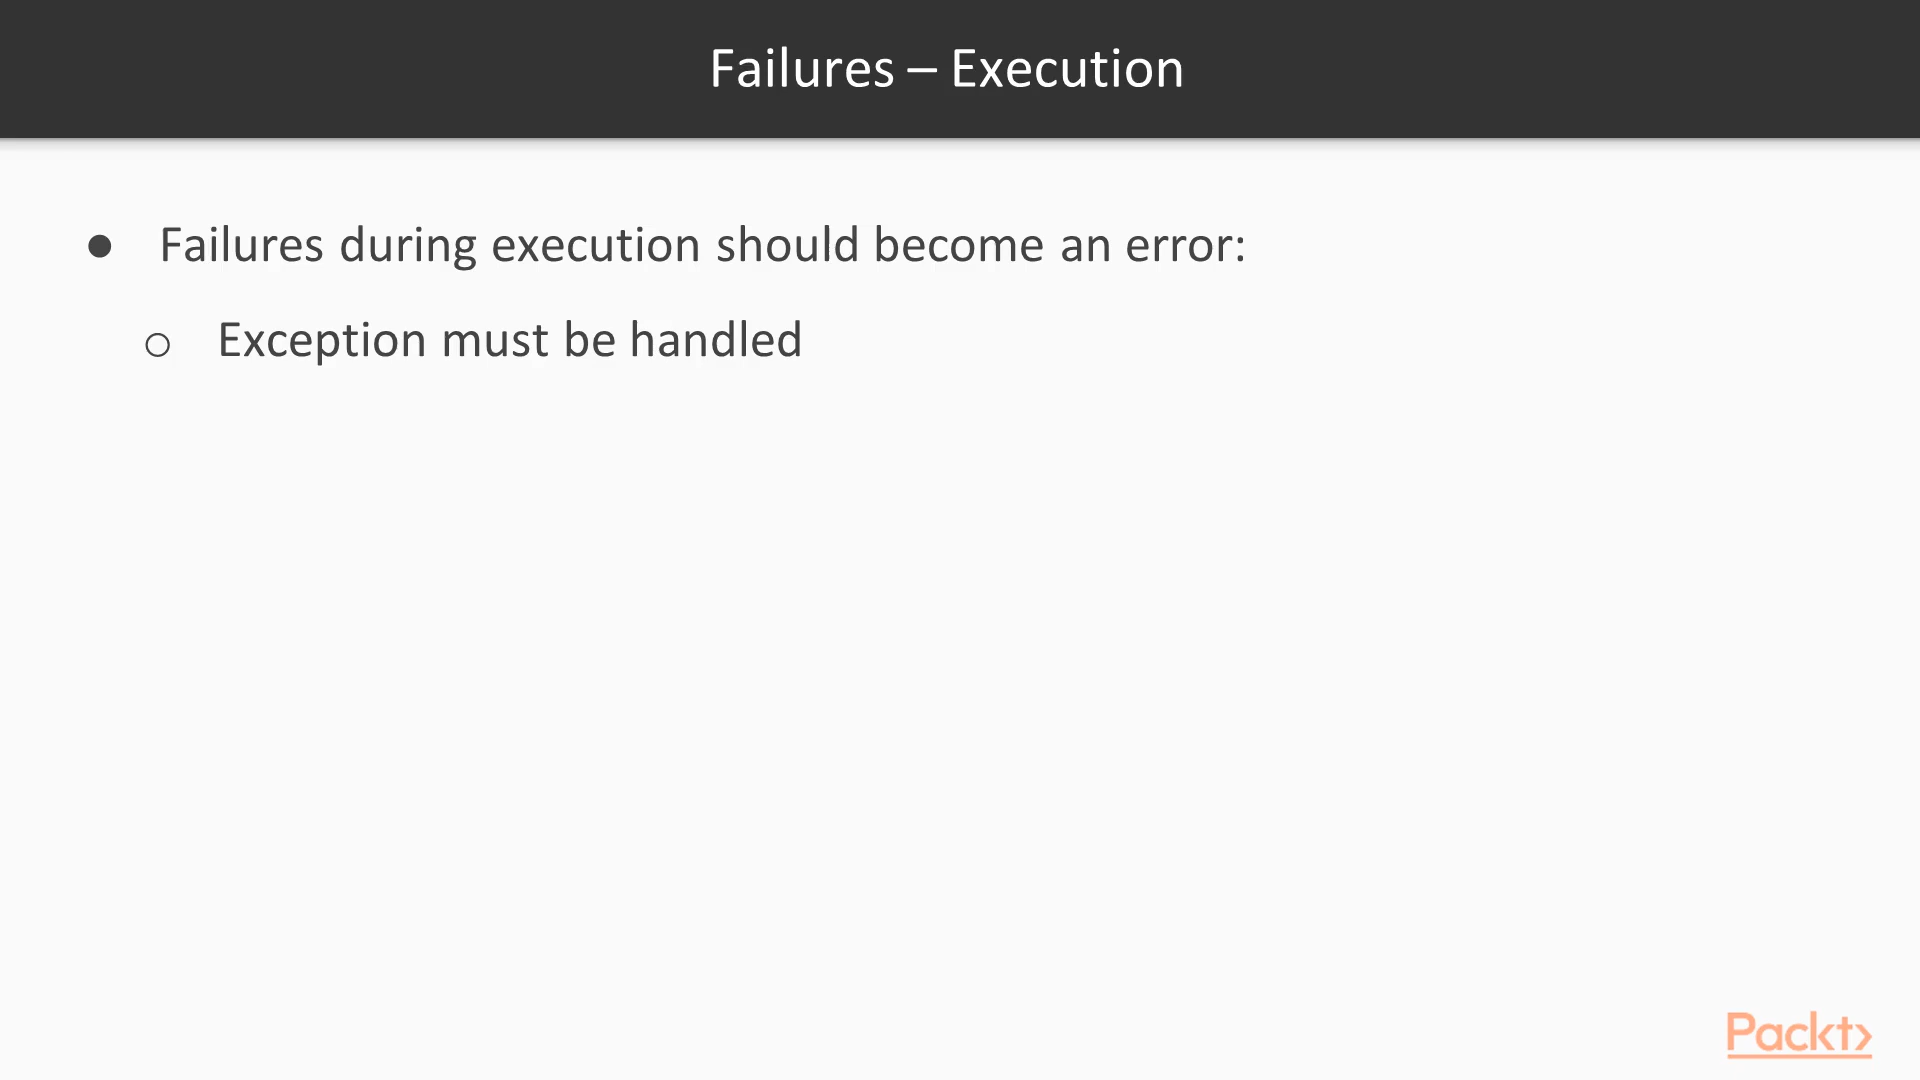 Failures – Execution
● Failures during execution should become an error:
○ Exception must be handled
Packt>